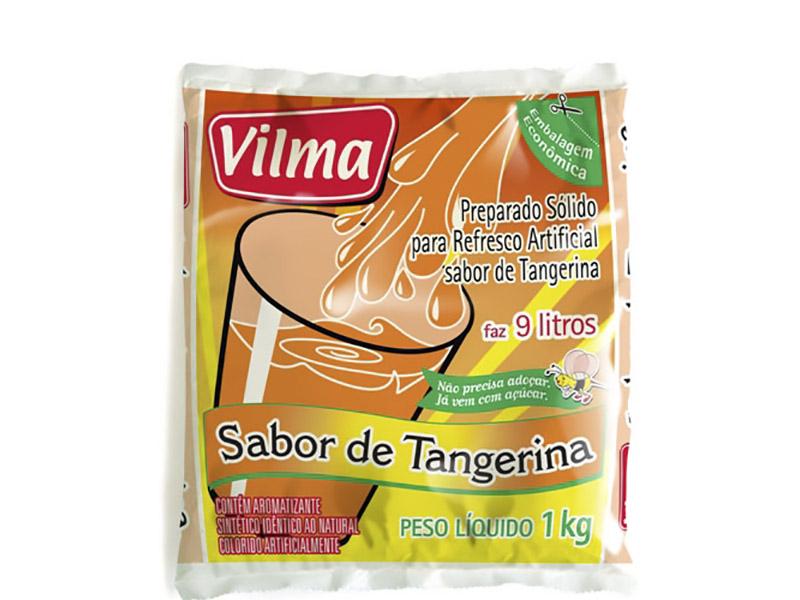 Vilma
Embalagem
Econômica
Preparado Sólido
para Refresco Artificial
sabor de Tangerina
faz 9 litros
Não precisa adoçar.
Já vem com açúcar.
Sabor de Tangerina
CONTÉM AROMATIZANTE
SINTÉTICO IDÊNTICO AO NATURAL
COLORIDO ARTIFICIALMENTE
PESO LÍQUIDO 1 kg